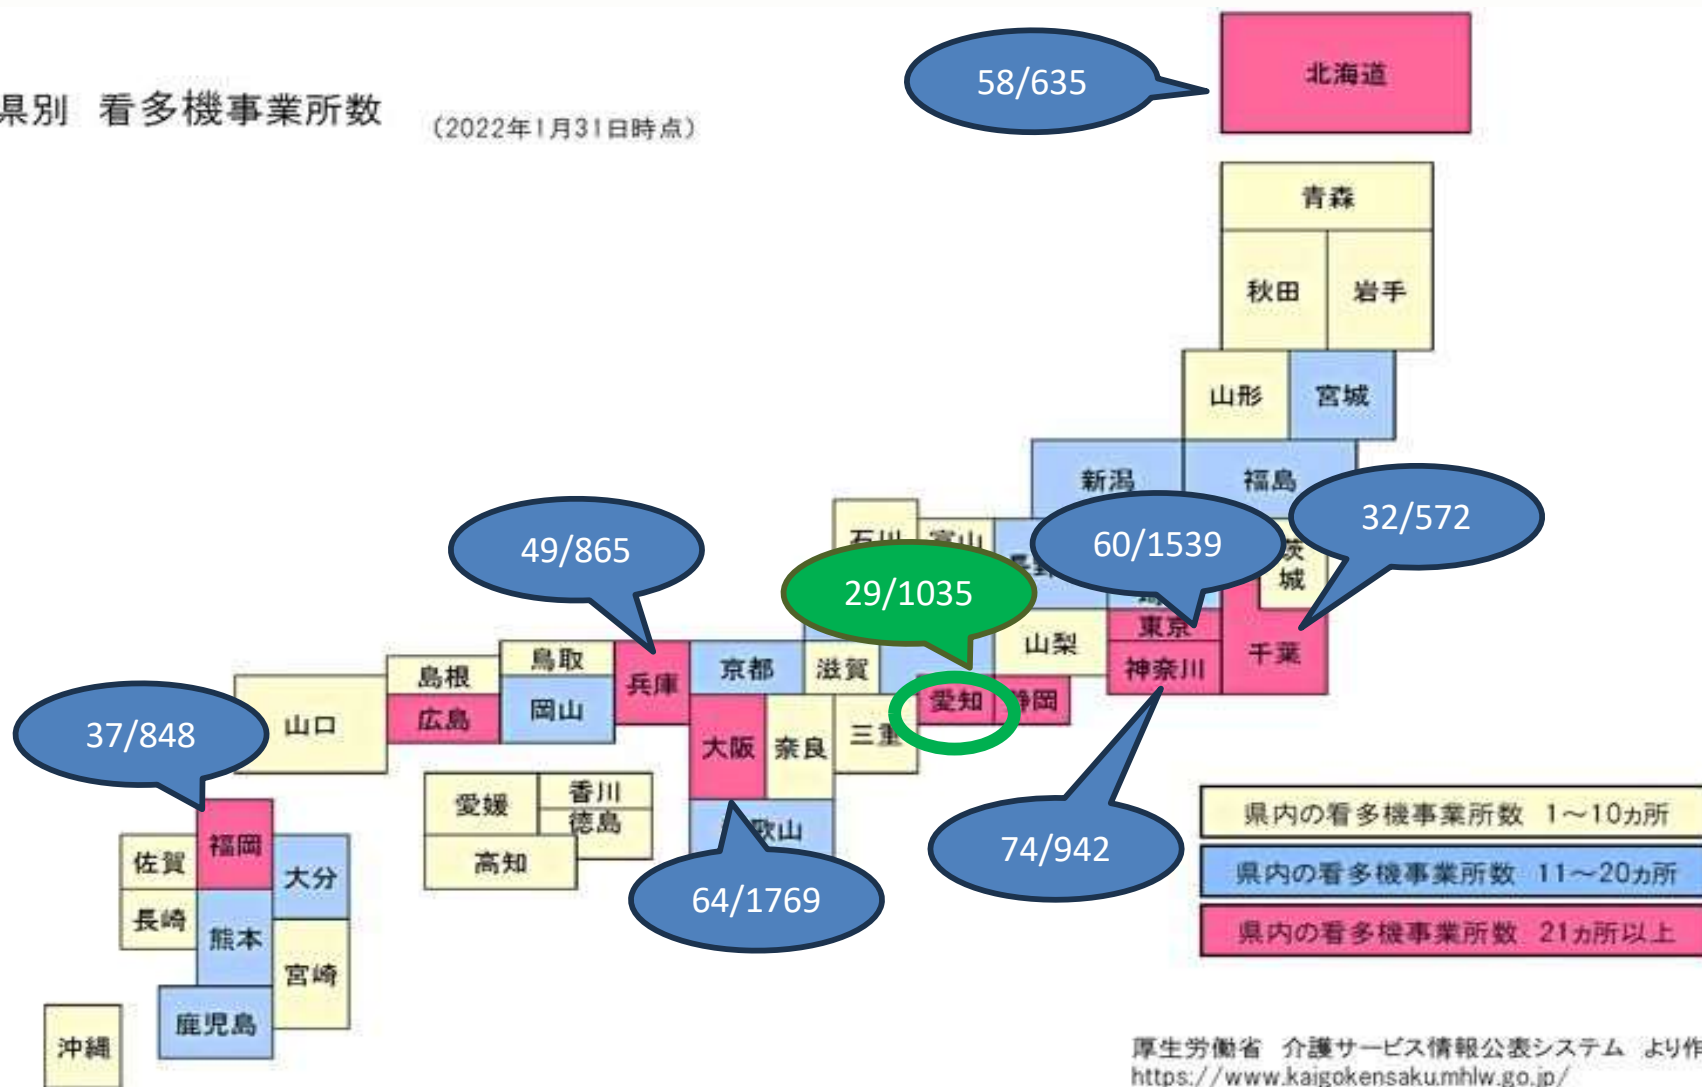 県別 看多機事業所数
(2022年1月31日時点)
58/635
北海道
青森
秋田
岩手
山形
宮城
新潟
福島
32/572
60/1539
49/865
29/1035
石川
富山
茨城
東京
神奈川
千葉
山梨
島根
鳥取
兵庫
京都
滋賀
愛知
静岡
山口
広島
岡山
大阪
奈良
三重
37/848
愛媛
香川
徳島
高知
歌山
64/1769
74/942
福岡
佐賀
大分
長崎
熊本
宮崎
鹿児島
沖縄
県内の看多機事業所数 1～10ヵ所
県内の看多機事業所数 11～20ヵ所
県内の看多機事業所数 21ヵ所以上
厚生労働省 介護サービス情報公表システム より作
https://www.kaigokensaku.mhlw.go.jp/